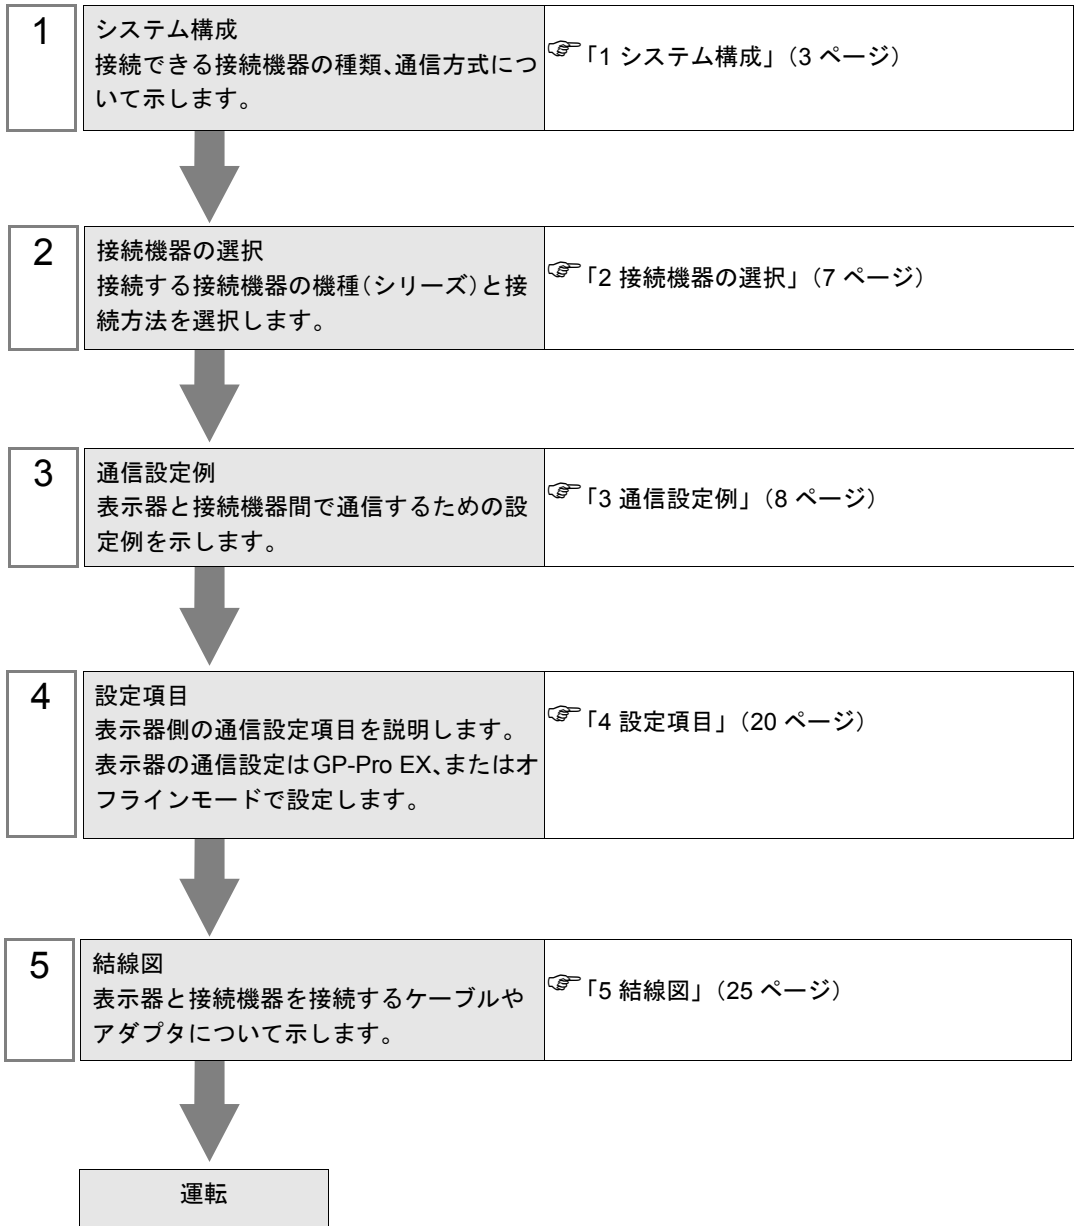 1
システム構成
接続できる接続機器の種類、通信方式につ
いて示します。
☞「1 システム構成」（3 ページ）
2
接続機器の選択
接続する接続機器の機種（シリーズ）と接
続方法を選択します。
☞「2 接続機器の選択」（7 ページ）
3
通信設定例
表示器と接続機器間で通信するための設
定例を示します。
☞「3 通信設定例」（8 ページ）
4
設定項目
表示器側の通信設定項目を説明します。
表示器の通信設定はGP-Pro EX、またはオ
フラインモードで設定します。
☞「4 設定項目」（20 ページ）
5
結線図
表示器と接続機器を接続するケーブルや
アダプタについて示します。
☞「5 結線図」（25 ページ）
運転